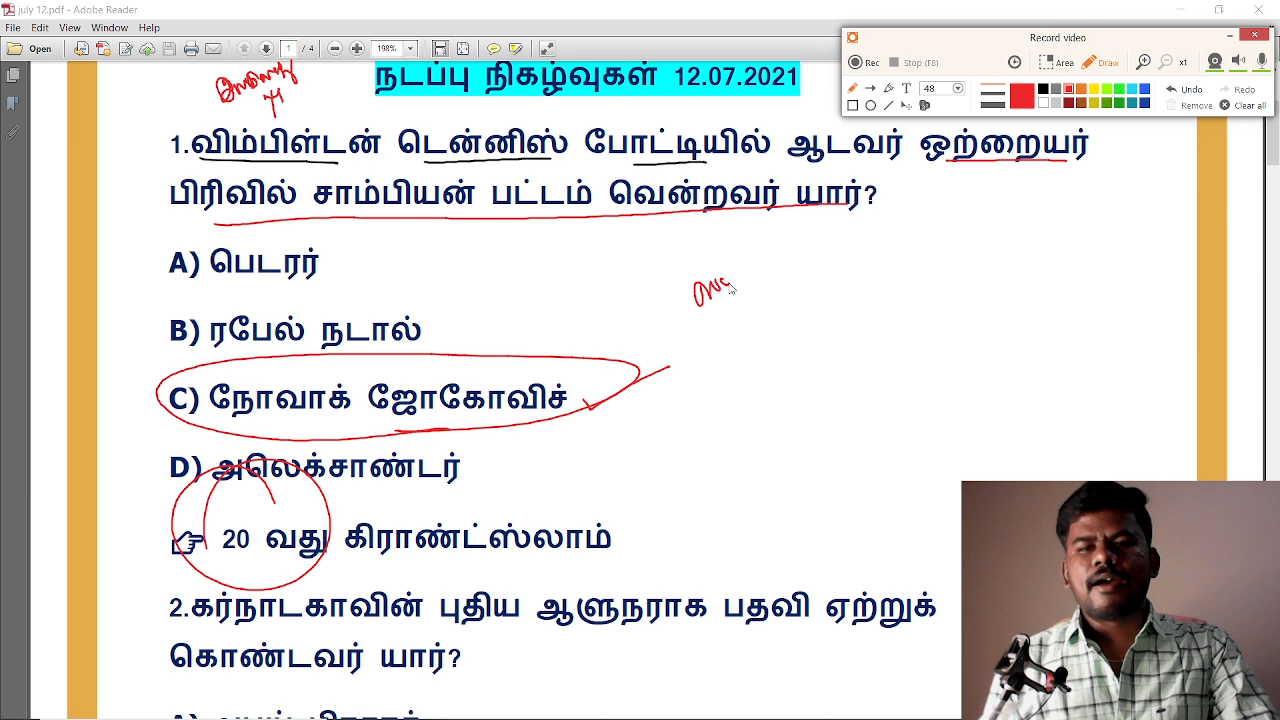 july 12.pdf - Adobe Reader
File Edit View Window Help
Open 1 / 4 198%
Record video
Rec Stop (F8) Area Draw x1
T 48 Undo Redo
Remove Clear all
நடப்பு நிகழ்வுகள் 12.07.2021
1.விம்பிள்டன் டென்னிஸ் போட்டியில் ஆடவர் ஒற்றையர்
பிரிவில் சாம்பியன் பட்டம் வென்றவர் யார்?
A) பெடரர்
B) ரபேல் நடால்
C) நோவாக் ஜோகோவிச்
D) அலெக்சாண்டர்
20 வது கிராண்ட்ஸ்லாம்
2.கர்நாடகாவின் புதிய ஆளுநராக பதவி ஏற்றுக்
கொண்டவர் யார்?